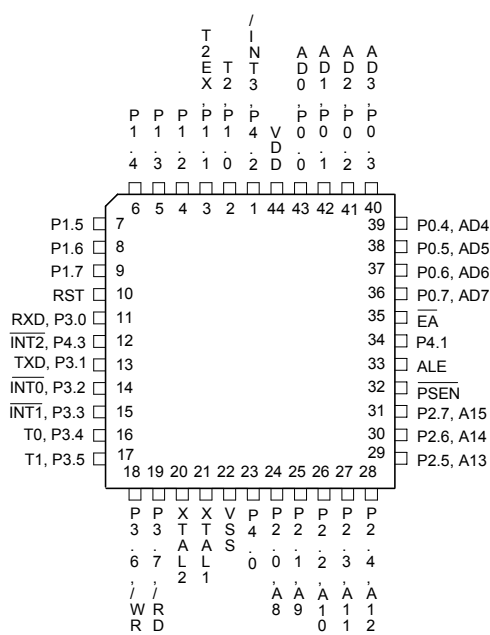 T2EX, P1.1
T2, P1.0
/INT3, P4.2
AD0, P0.0
AD1, P0.1
AD2, P0.2
AD3, P0.3
P1.4
P1.3
P1.2
VDD
6 5 4 3 2 1 44 43 42 41 40
P1.5 7
P1.6 8
P1.7 9
RST 10
RXD, P3.0 11
INT2, P4.3 12
TXD, P3.1 13
INT0, P3.2 14
INT1, P3.3 15
T0, P3.4 16
T1, P3.5 17
39 P0.4, AD4
38 P0.5, AD5
37 P0.6, AD6
36 P0.7, AD7
35 EA
34 P4.1
33 ALE
32 PSEN
31 P2.7, A15
30 P2.6, A14
29 P2.5, A13
18 19 20 21 22 23 24 25 26 27 28
P3.6, /WR
P3.7, /RD
XTAL2
XTAL1
VSS
P4.0
P2.0, A8
P2.1, A9
P2.2, A10
P2.3, A11
P2.4, A12